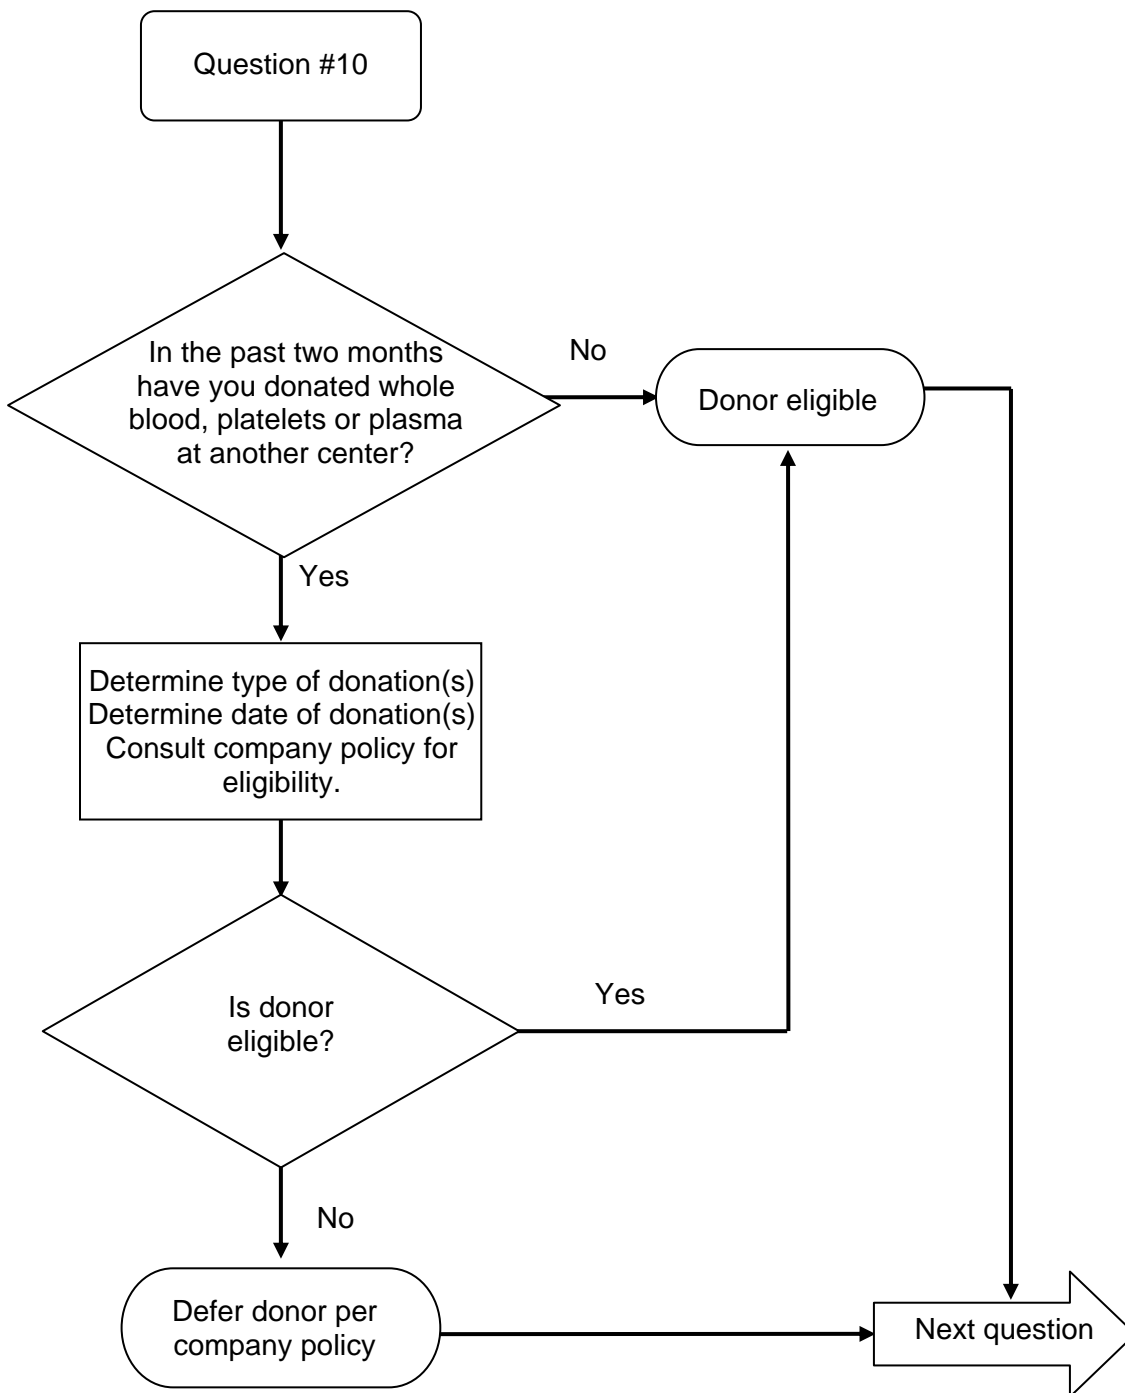 Question #10
In the past two months
have you donated whole
blood, platelets or plasma
at another center?
No
Donor eligible
Yes
Determine type of donation(s)
Determine date of donation(s)
Consult company policy for
eligibility.
Is donor
eligible?
Yes
No
Defer donor per
company policy
Next question